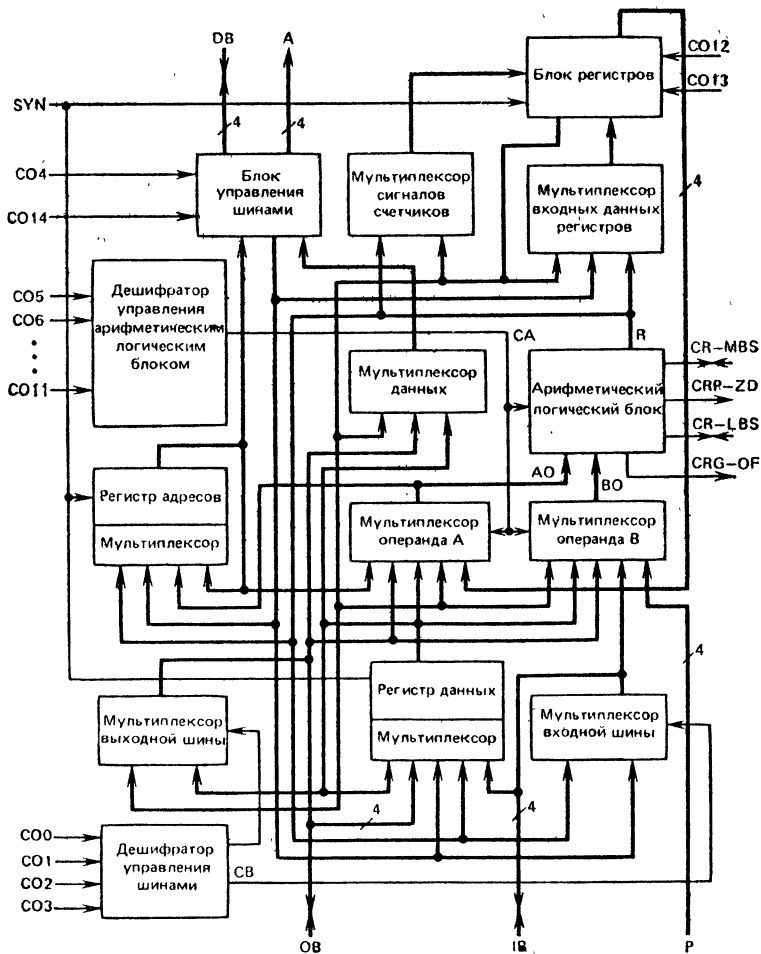 DB
A
CO12
Блок регистров
CO13
SYN
4
4
CO4
Блок
управления
шинами
Мультиплексор
сигналов
счетчиков
Мультиплексор
входных данных
регистров
4
CO14
CO5
CO6
CO11
Дешифратор
управления
арифметическим
логическим
блоком
CA
R
CR-MBS
Мультиплексор
данных
Арифметический
логический блок
CRP-ZD
CR-LBS
CRG-OF
AO
BO
Регистр адресов
Мультиплексор
Мультиплексор
операнда А
Мультиплексор
операнда В
4
Регистр данных
Мультиплексор
Мультиплексор
выходной шины
Мультиплексор
входной шины
4
4
CO0
CO1
CO2
CO3
Дешифратор
управления
шинами
CB
OB
IB
P